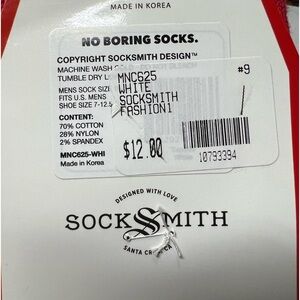 MADE IN KOREA
NO BORING SOCKS.
COPYRIGHT SOCKSMITH DESIGN™
MACHINE WASH
TUMBLE DRY L
MENS SOCK SIZ
FITS U.S. MENS
SHOE SIZE 7-12.5
CONTENT:
70% COTTON
28% NYLON
2% SPANDEX
MNC625-WHI
Made in Korea
#9
MNC625
WHITE
SOCKSMITH
FASHION1
$12.00
10793394
DESIGNED WITH LOVE
SOCKSMITH
SANTA CA